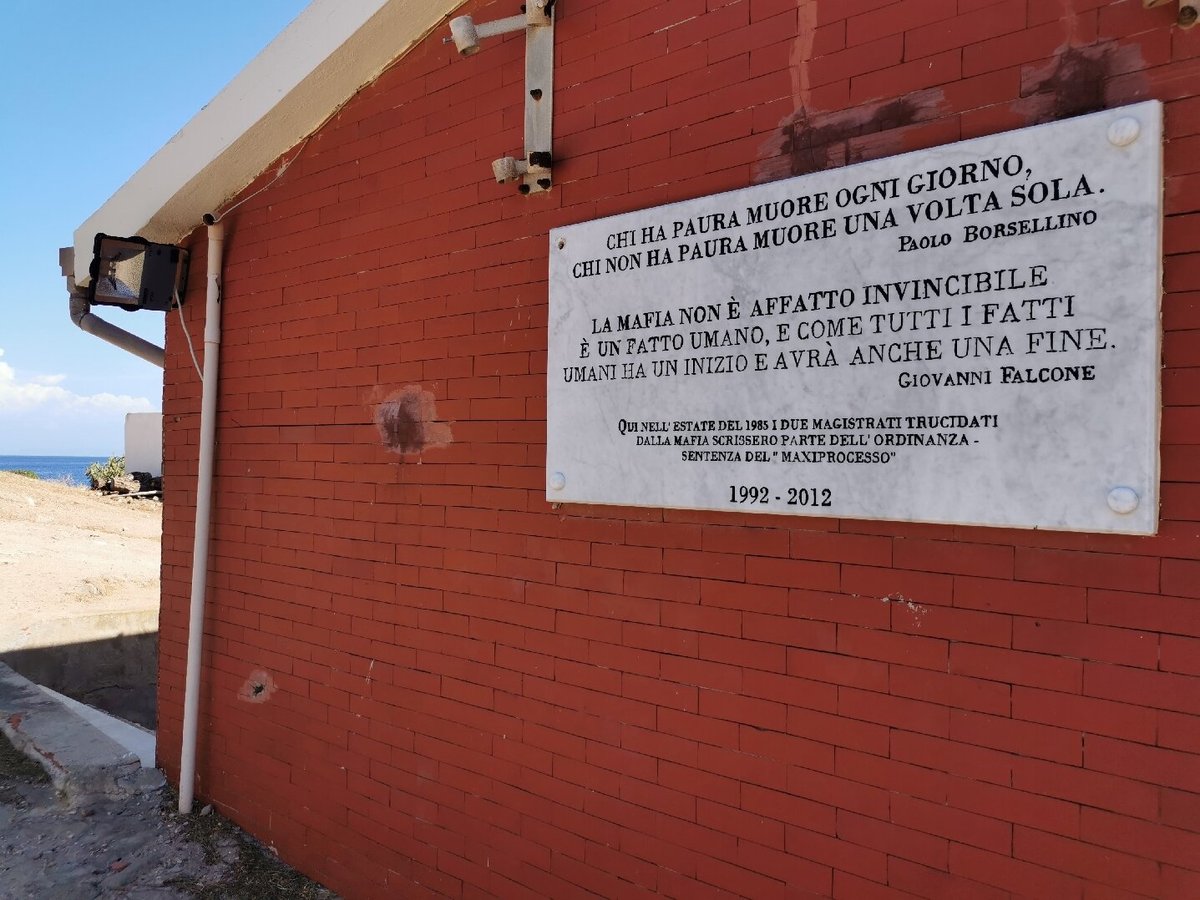 CHI HA PAURA MUORE OGNI GIORNO,
CHI NON HA PAURA MUORE UNA VOLTA SOLA.
PAOLO BORSELLINO
LA MAFIA NON È AFFATTO INVINCIBILE
È UN FATTO UMANO, E COME TUTTI I FATTI
UMANI HA UN INIZIO E AVRÀ ANCHE UNA FINE.
GIOVANNI FALCONE
QUI NELL'ESTATE DEL 1985 I DUE MAGISTRATI TRUCIDATI
DALLA MAFIA SCRISSERO PARTE DELL'ORDINANZA -
SENTENZA DEL "MAXIPROCESSO"
1992 - 2012